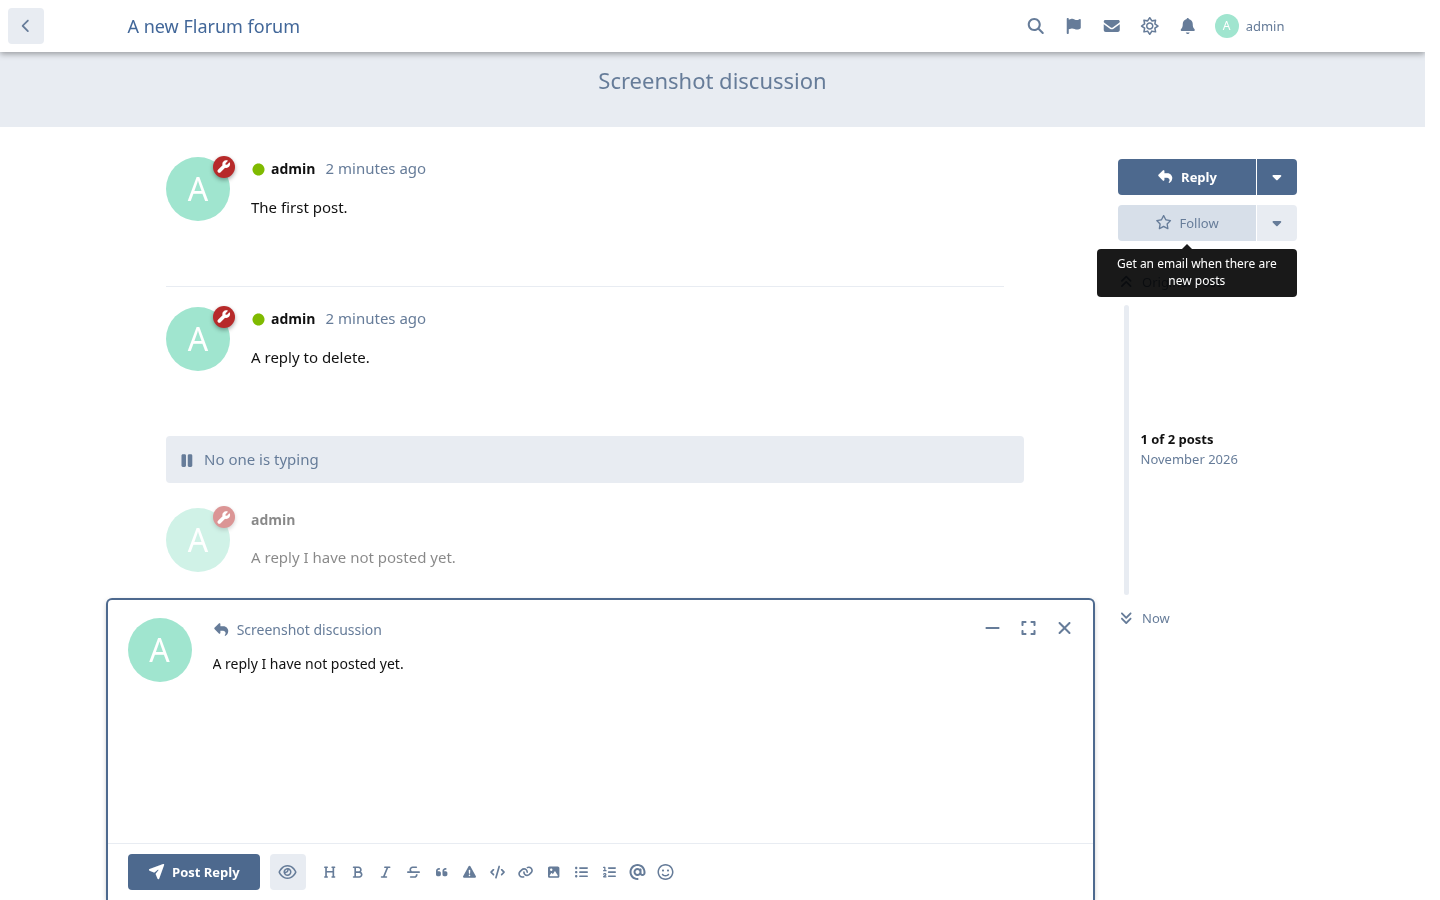 A new Flarum forum
A admin
Screenshot discussion
A
admin 2 minutes ago
The first post.
Reply
Follow
Get an email when there are
new posts
A
admin 2 minutes ago
A reply to delete.
1 of 2 posts
November 2026
No one is typing
A
admin
A reply I have not posted yet.
Now
A
Screenshot discussion
A reply I have not posted yet.
Post Reply